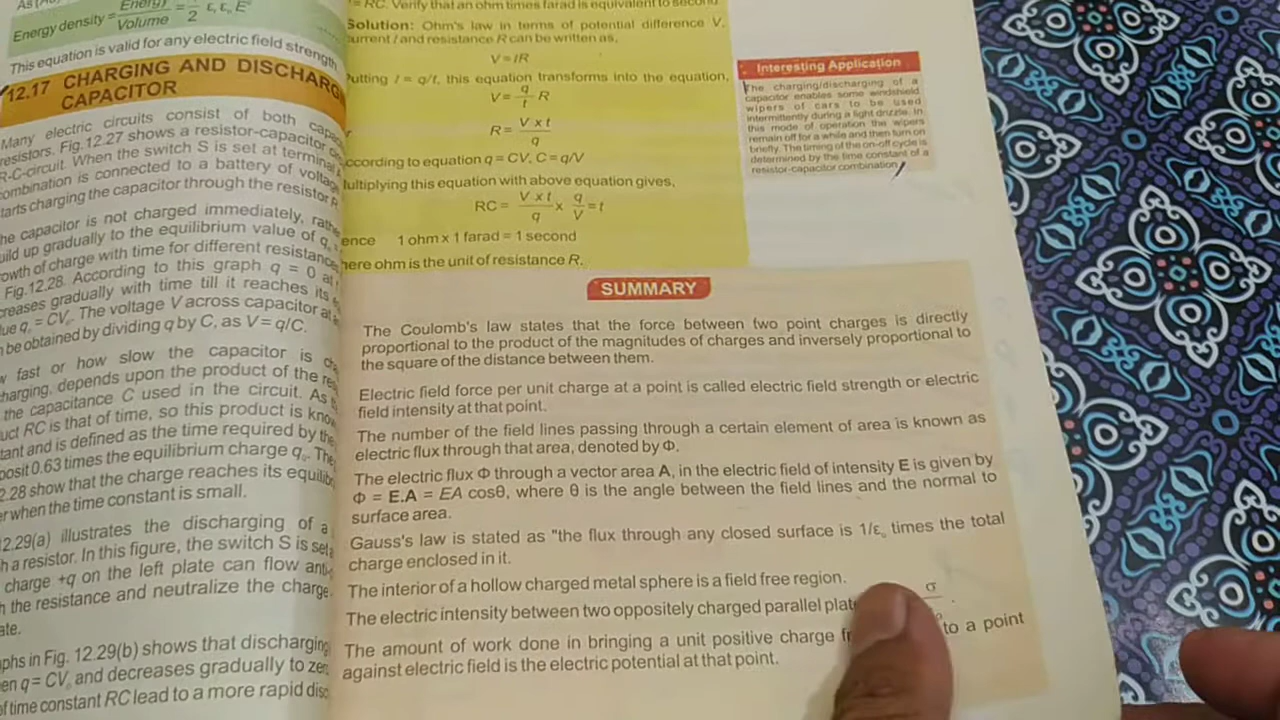 Energy density = Energy/Volume = 1/2 ε, ε₀ E²
This equation is valid for any electric field strength
12.17 CHARGING AND DISCHARG
CAPACITOR
Many electric circuits consist of both
resistors. Fig.12.27 shows a resistor-capacitor
R-C-circuit. When the switch S is set at terminal
combination is connected to a battery of voltage
tarts charging the capacitor through the resistor R
he capacitor is not charged immediately,
uild up gradually to the equilibrium value of q₀
owth of charge with time for different resistance
Fig.12.28. According to this graph q = 0 at
creases gradually with time till it reaches its
lue q₀ = CV₀. The voltage V across capacitor at
n be obtained by dividing q by C, as V = q/C.
w fast or how slow the capacitor is
harging, depends upon the product of the
the capacitance C used in the circuit. As
uct RC is that of time, so this product is know
tant and is defined as the time required by the
posit 0.63 times the equilibrium charge q₀. The
2.28 show that the charge reaches its equilib
er when the time constant is small.
2.29(a) illustrates the discharging of a
h a resistor. In this figure, the switch S is set
charge +q on the left plate can flow anti-
h the resistance and neutralize the charge
ate.
phs in Fig. 12.29(b) shows that discharging
en q = CV₀ and decreases gradually to zero
of time constant RC lead to a more rapid disc
= RC. Verify that an ohm times farad is equivalent to second
Solution: Ohm's law in terms of potential difference V,
current I and resistance R can be written as,
V = IR
Putting I = q/t, this equation transforms into the equation,
V = q/t R
R = V x t / q
ccording to equation q = CV, C = q/V
Multiplying this equation with above equation gives,
RC = V x t / q x q/V = t
ence 1 ohm x 1 farad = 1 second
here ohm is the unit of resistance R.
Interesting Application
The charging/discharging of a
capacitor enables some windshield
wipers of cars to be used
intermittently during a light drizzle. In
this mode of operation the wipers
remain off for a while and then turn on
briefly. The timing of the on-off cycle is
determined by the time constant of a
resistor-capacitor combination.
SUMMARY
The Coulomb's law states that the force between two point charges is directly
proportional to the product of the magnitudes of charges and inversely proportional to
the square of the distance between them.
Electric field force per unit charge at a point is called electric field strength or electric
field intensity at that point.
The number of the field lines passing through a certain element of area is known as
electric flux through that area, denoted by Φ.
The electric flux Φ through a vector area A, in the electric field of intensity E is given by
Φ = E.A = EA cosθ, where θ is the angle between the field lines and the normal to
surface area.
Gauss's law is stated as "the flux through any closed surface is 1/ε₀ times the total
charge enclosed in it.
The interior of a hollow charged metal sphere is a field free region.
The electric intensity between two oppositely charged parallel plat σ
The amount of work done in bringing a unit positive charge fr to a point
against electric field is the electric potential at that point.